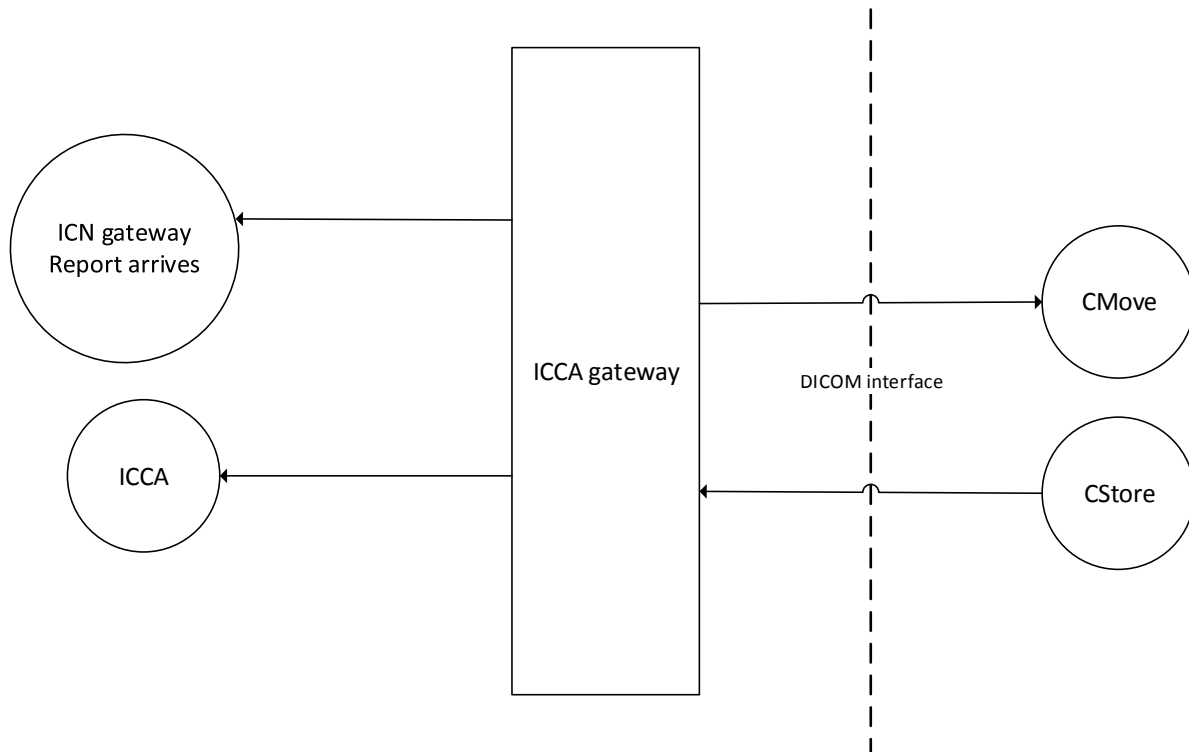 ICN gateway
Report arrives
ICCA
ICCA gateway
DICOM interface
CMove
CStore